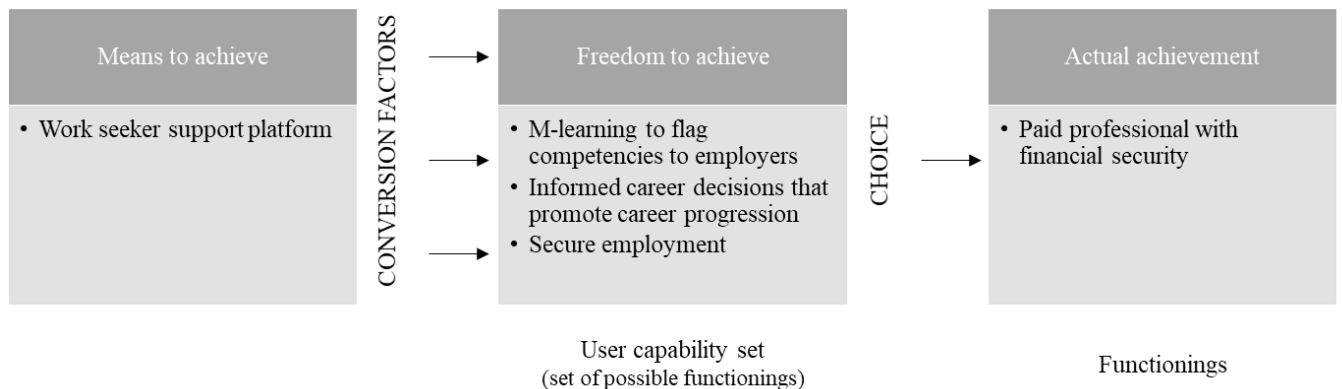 Means to achieve
• Work seeker support platform
CONVERSION FACTORS
Freedom to achieve
• M-learning to flag
competencies to employers
• Informed career decisions that
promote career progression
• Secure employment
User capability set
(set of possible functionings)
CHOICE
Actual achievement
• Paid professional with
financial security
Functionings